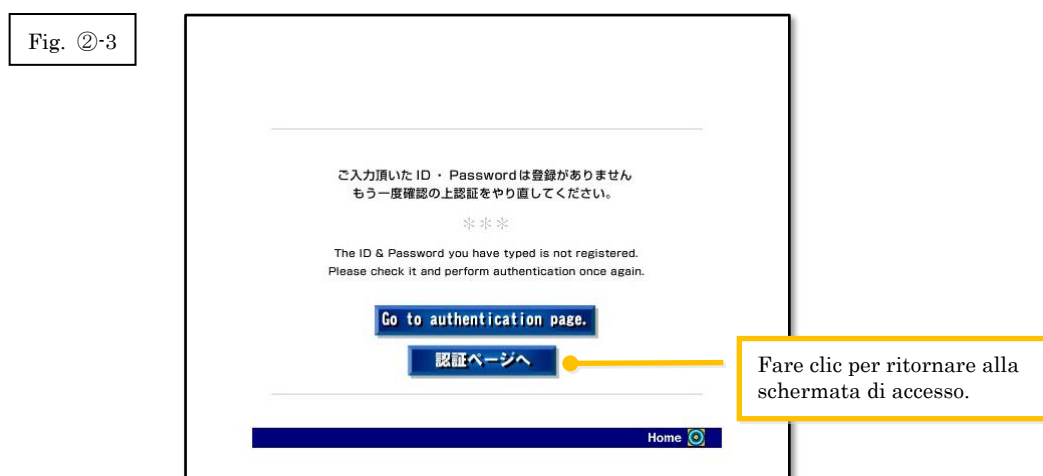 Fig. ②-3
ご入力頂いた ID ・ Passwordは登録がありません
もう一度確認の上認証をやり直してください。
＊＊＊
The ID & Password you have typed is not registered.
Please check it and perform authentication once again.
Go to authentication page.
認証ページへ
Fare clic per ritornare alla
schermata di accesso.
Home